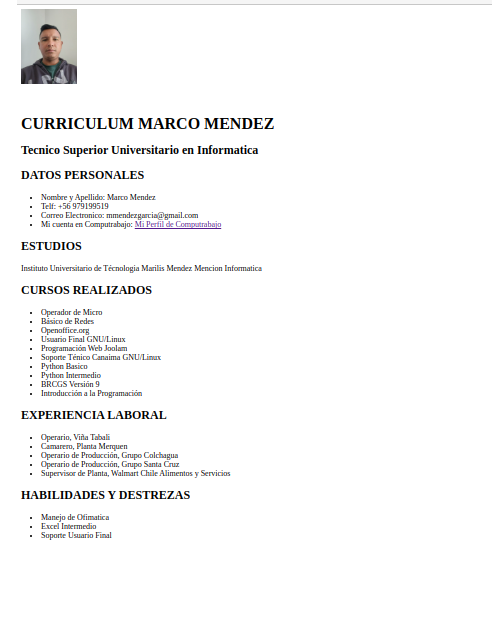 CURRICULUM MARCO MENDEZ
Tecnico Superior Universitario en Informatica
DATOS PERSONALES
Nombre y Apellido: Marco Mendez
Telf: +56 979199519
Correo Electronico: mmendezgarcia@gmail.com
Mi cuenta en Computrabajo: Mi Perfil de Computrabajo
ESTUDIOS
Instituto Universitario de Técnologia Marilis Mendez Mencion Informatica
CURSOS REALIZADOS
Operador de Micro
Básico de Redes
Openoffice.org
Usuario Final GNU/Linux
Programación Web Joolam
Soporte Ténico Canaima GNU/Linux
Python Basico
Python Intermedio
BRCGS Versión 9
Introducción a la Programación
EXPERIENCIA LABORAL
Operario, Viña Tabali
Camarero, Planta Merquen
Operario de Producción, Grupo Colchagua
Operario de Producción, Grupo Santa Cruz
Supervisor de Planta, Walmart Chile Alimentos y Servicios
HABILIDADES Y DESTREZAS
Manejo de Ofimatica
Excel Intermedio
Soporte Usuario Final